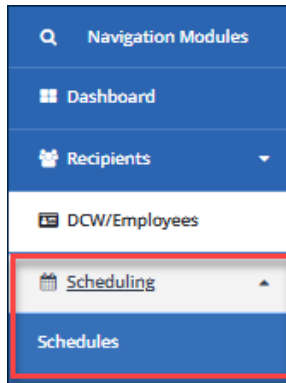 Navigation Modules
Dashboard
Recipients
DCW/Employees
Scheduling
Schedules